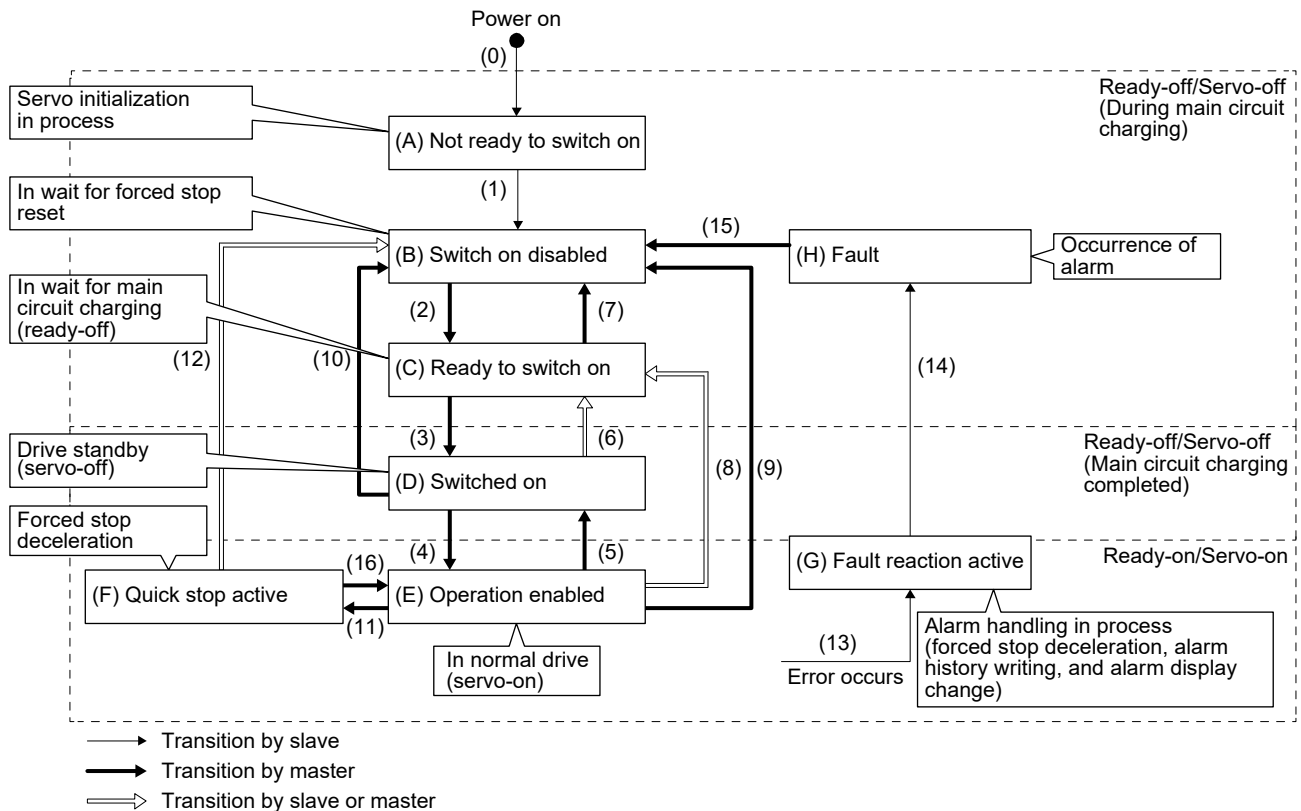 Power on
(0)
Ready-off/Servo-off
(During main circuit
charging)
Servo initialization
in process
(A) Not ready to switch on
(1)
In wait for forced stop
reset
(15)
(B) Switch on disabled
(H) Fault
Occurrence of
alarm
In wait for main
circuit charging
(ready-off)
(2)
(7)
(12)
(10)
(C) Ready to switch on
(14)
(3)
(6)
Ready-off/Servo-off
(Main circuit charging
completed)
Drive standby
(servo-off)
(8)
(9)
(D) Switched on
Forced stop
deceleration
(4)
(5)
(16)
(G) Fault reaction active
Ready-on/Servo-on
(F) Quick stop active
(E) Operation enabled
(11)
In normal drive
(servo-on)
(13)
Error occurs
Alarm handling in process
(forced stop deceleration, alarm
history writing, and alarm display
change)
Transition by slave
Transition by master
Transition by slave or master